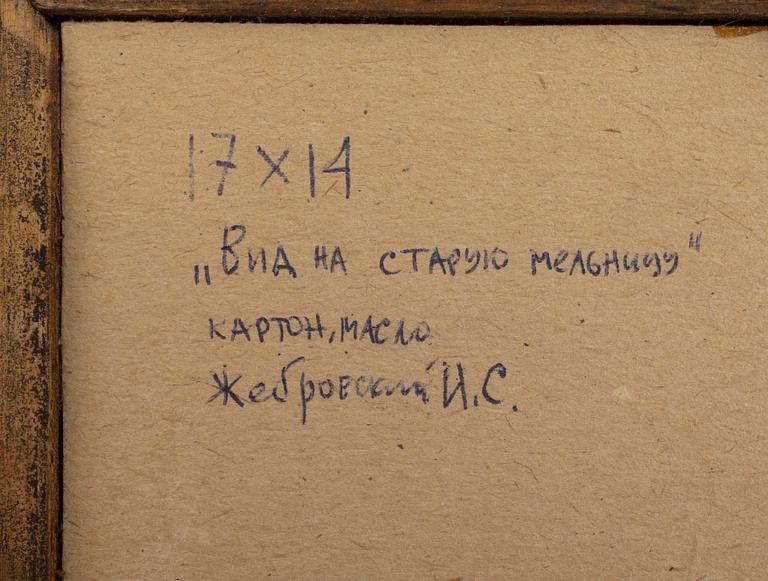 17 x 14
„Вид на старую мельницу"
картон, масло
Жебровский И.С.